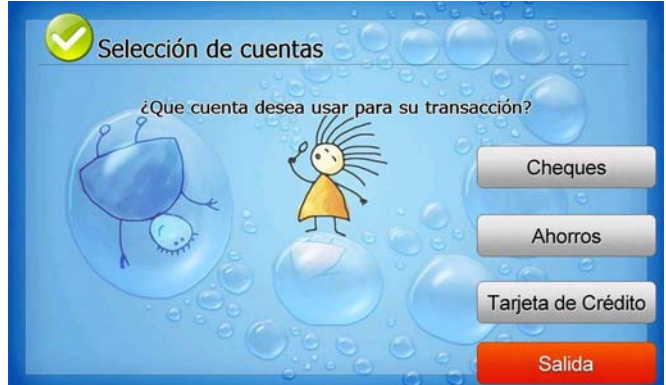 Selección de cuentas
¿Que cuenta desea usar para su transacción?
Cheques
Ahorros
Tarjeta de Crédito
Salida